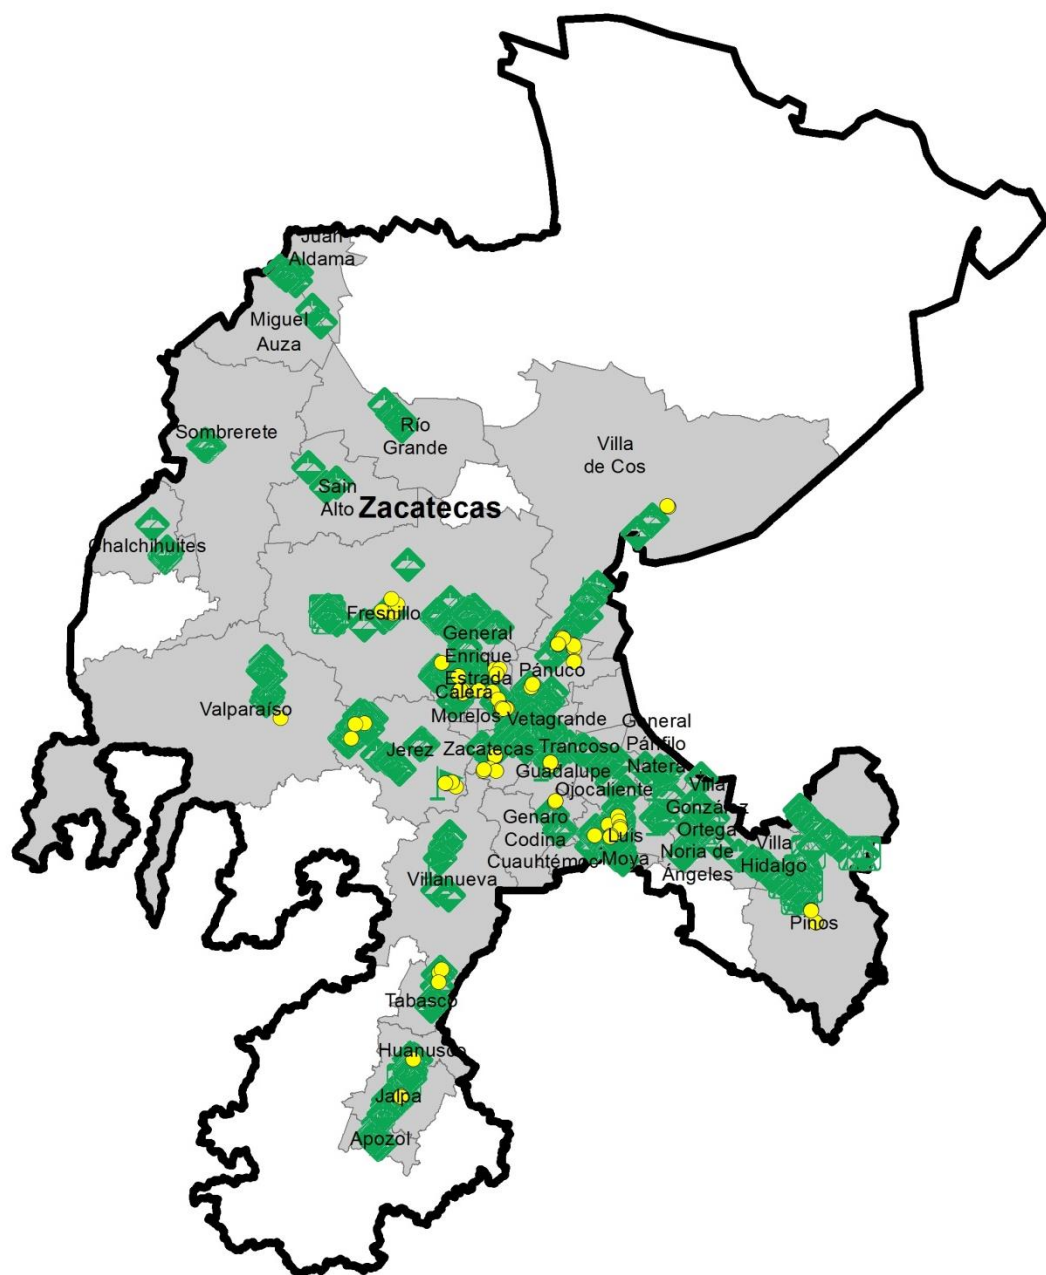 Juan
Aldama
Miguel
Auza
Río
Grande
Sombrerete
Villa
de Cos
Sain
Alto
Zacatecas
Chalchihuites
Fresnillo
General
Enrique
Estrada
Pánuco
Calera
Valparaíso
Morelos
Vetagrande
General
Pánfilo
Natera
Jerez
Zacatecas
Trancoso
Guadalupe
Ojocaliente
Villa
González
Ortega
Genaro
Codina
Luis
Moya
Cuauhtémoc
Noria de
Ángeles
Villa
Hidalgo
Villanueva
Pinos
Tabasco
Huanusco
Jalpa
Apozol